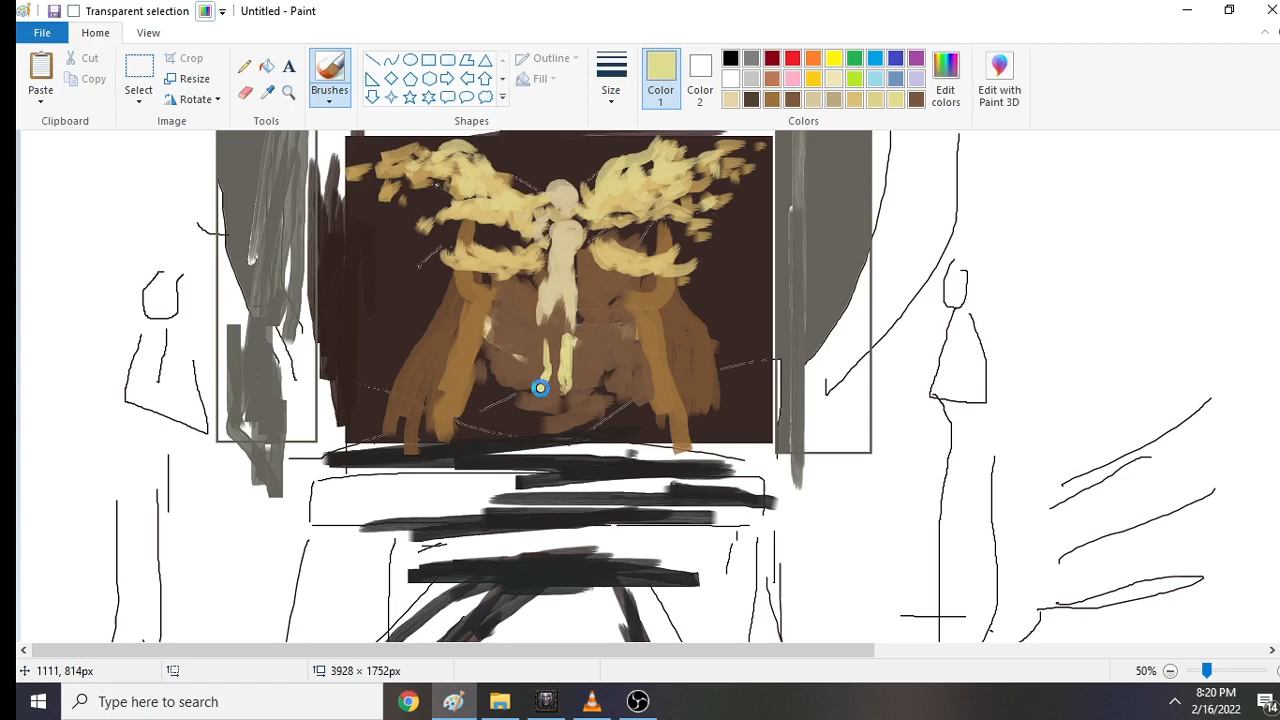 Transparent selection Untitled - Paint
File Home View
Paste
Cut
Copy
Clipboard
Select
Crop
Resize
Rotate
Image
A
Tools
Brushes
Outline
Fill
Shapes
Size
Color
1
Color
2
Edit
colors
Colors
Edit with
Paint 3D
1111, 814px 3928 × 1752px 50%
Type here to search
8:20 PM
2/16/2022
14